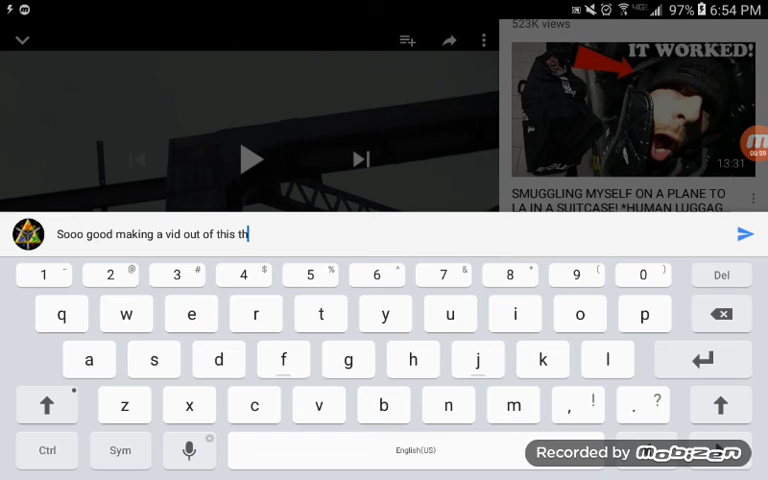 97% 6:54 PM
523K views
IT WORKED!
13:31
SMUGGLING MYSELF ON A PLANE TO
LA IN A SUITCASE! *HUMAN LUGGAG...
05:59
Sooo good making a vid out of this th
1 - 2 @ 3 # 4 $ 5 % 6 ^ 7 & 8 * 9 ( 0 ) Del
q w e r t y u i o p
a s d f g h j k l
z x c v b n m , ! . ?
Ctrl Sym English(US)
Recorded by mobizen